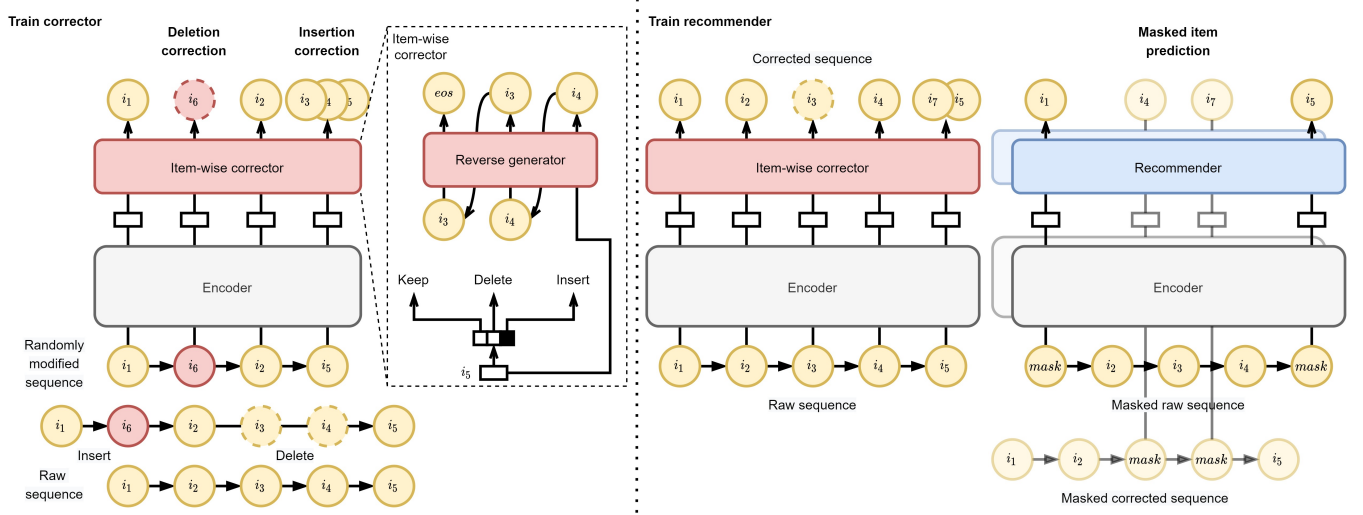 Train corrector
Deletion
correction
Insertion
correction
i1 i6 i2 i3 4 5
Item-wise corrector
Encoder
Randomly
modified
sequence
i1 i6 i2 i5
i1 i6 i2 i3 i4 i5
Insert Delete
Raw
sequence
i1 i2 i3 i4 i5
Item-wise
corrector
eos i3 i4
Reverse generator
i3 i4
Keep Delete Insert
i5
Train recommender
Corrected sequence
i1 i2 i3 i4 i7 i5
Item-wise corrector
Encoder
i1 i2 i3 i4 i5
Raw sequence
Masked item
prediction
i1 i4 i7 i5
Recommender
Encoder
mask i2 i3 i4 mask
Masked raw sequence
i1 i2 mask mask i5
Masked corrected sequence